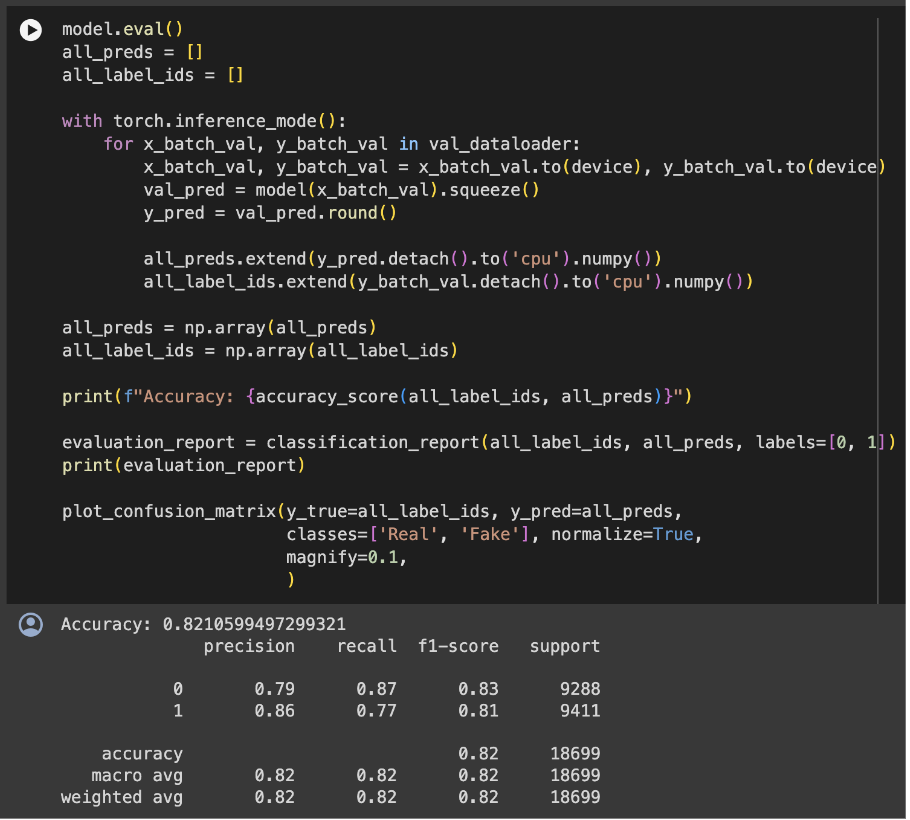 model.eval()
all_preds = []
all_label_ids = []
with torch.inference_mode():
for x_batch_val, y_batch_val in val_dataloader:
x_batch_val, y_batch_val = x_batch_val.to(device), y_batch_val.to(device)
val_pred = model(x_batch_val).squeeze()
y_pred = val_pred.round()
all_preds.extend(y_pred.detach().to('cpu').numpy())
all_label_ids.extend(y_batch_val.detach().to('cpu').numpy())
all_preds = np.array(all_preds)
all_label_ids = np.array(all_label_ids)
print(f"Accuracy: {accuracy_score(all_label_ids, all_preds)}")
evaluation_report = classification_report(all_label_ids, all_preds, labels=[0, 1])
print(evaluation_report)
plot_confusion_matrix(y_true=all_label_ids, y_pred=all_preds,
classes=['Real', 'Fake'], normalize=True,
magnify=0.1,
)
Accuracy: 0.8210599497299321
precision recall f1-score support
0 0.79 0.87 0.83 9288
1 0.86 0.77 0.81 9411
accuracy 0.82 18699
macro avg 0.82 0.82 0.82 18699
weighted avg 0.82 0.82 0.82 18699